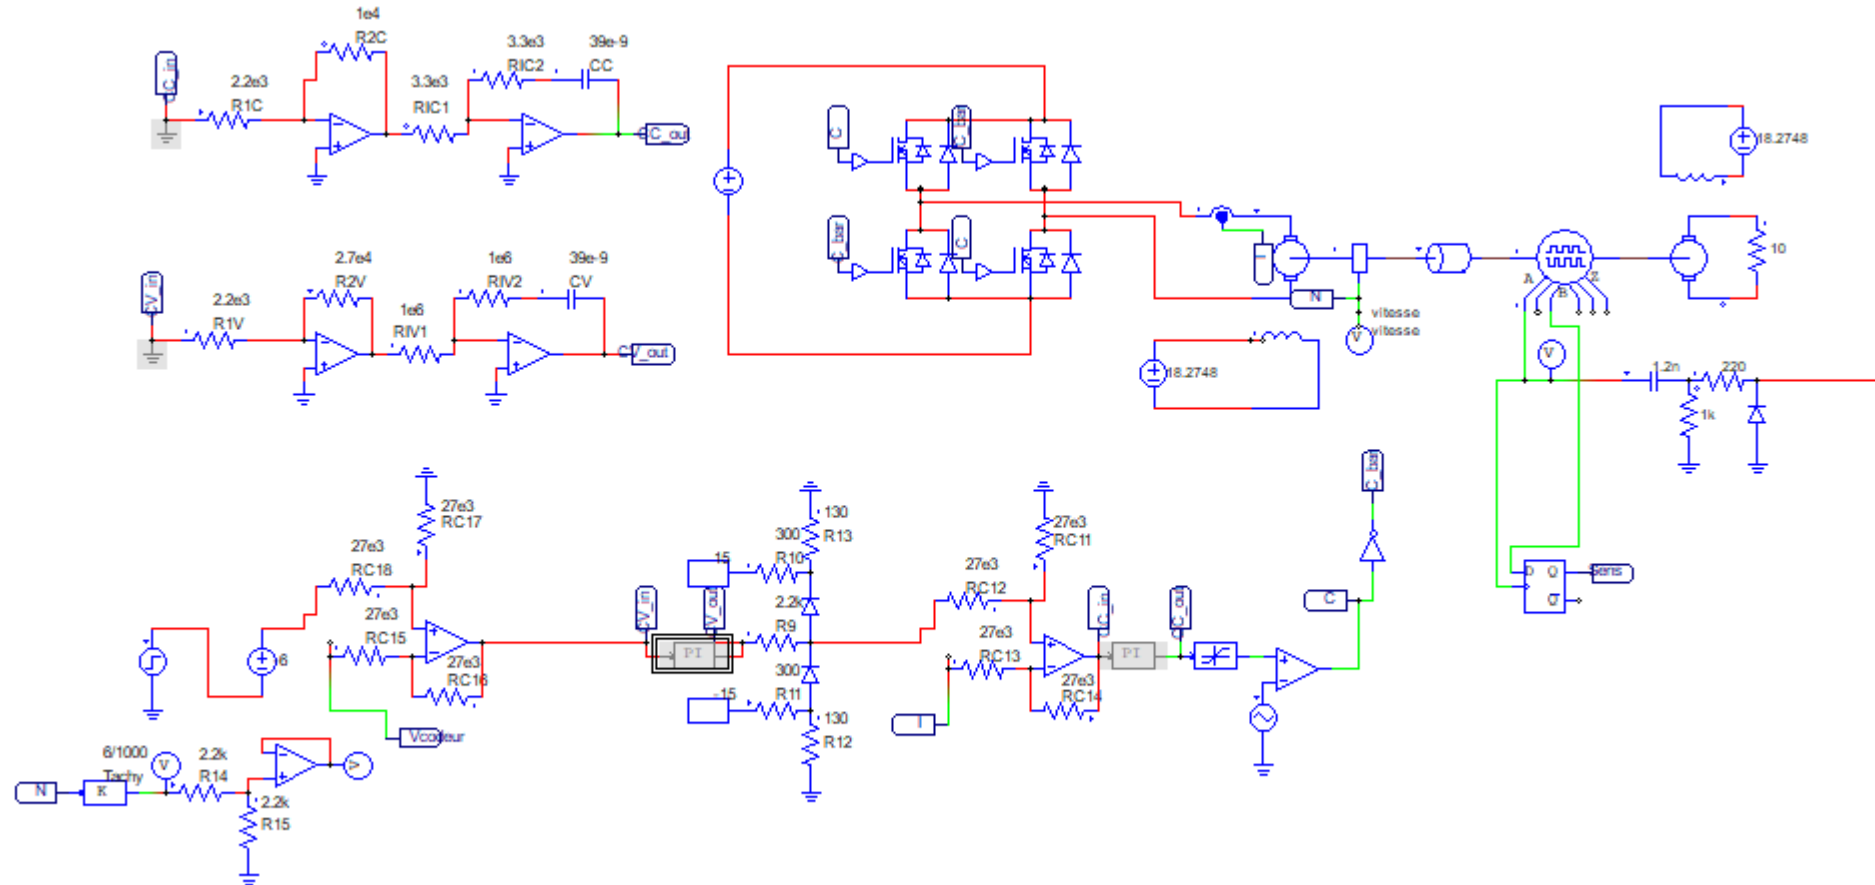 1e4
R2C
2.2e3
R1C
3.3e3
RIC1
3.3e3
RIC2
39e-9
CC
2.7e4
R2V
2.2e3
R1V
1e6
RIV1
1e6
RIV2
39e-9
CV
CV_out
C
C_bar
C_bar
C
I
N
vitesse
vitesse
V
18.2748
18.2748
10
A
B
Z
V
1.2n
220
1k
D Q
Q
Sens
27e3
RC17
27e3
RC18
27e3
RC15
27e3
RC16
6
Vcodeur
6/1000
Tachy
N
K
V
2.2k
R14
2.2k
R15
V
CV_in
PI
15
300
R10
130
R13
2.2k
R9
300
R11
-15
130
R12
27e3
RC12
27e3
RC11
27e3
RC13
27e3
RC14
I
PI
C